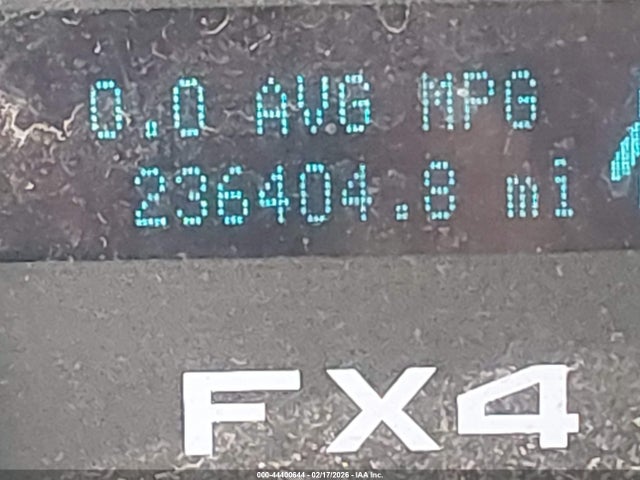 0.0 AVG MPG
236404.8 mi
FX4
000-44400644 - 02/17/2026 - IAA Inc.